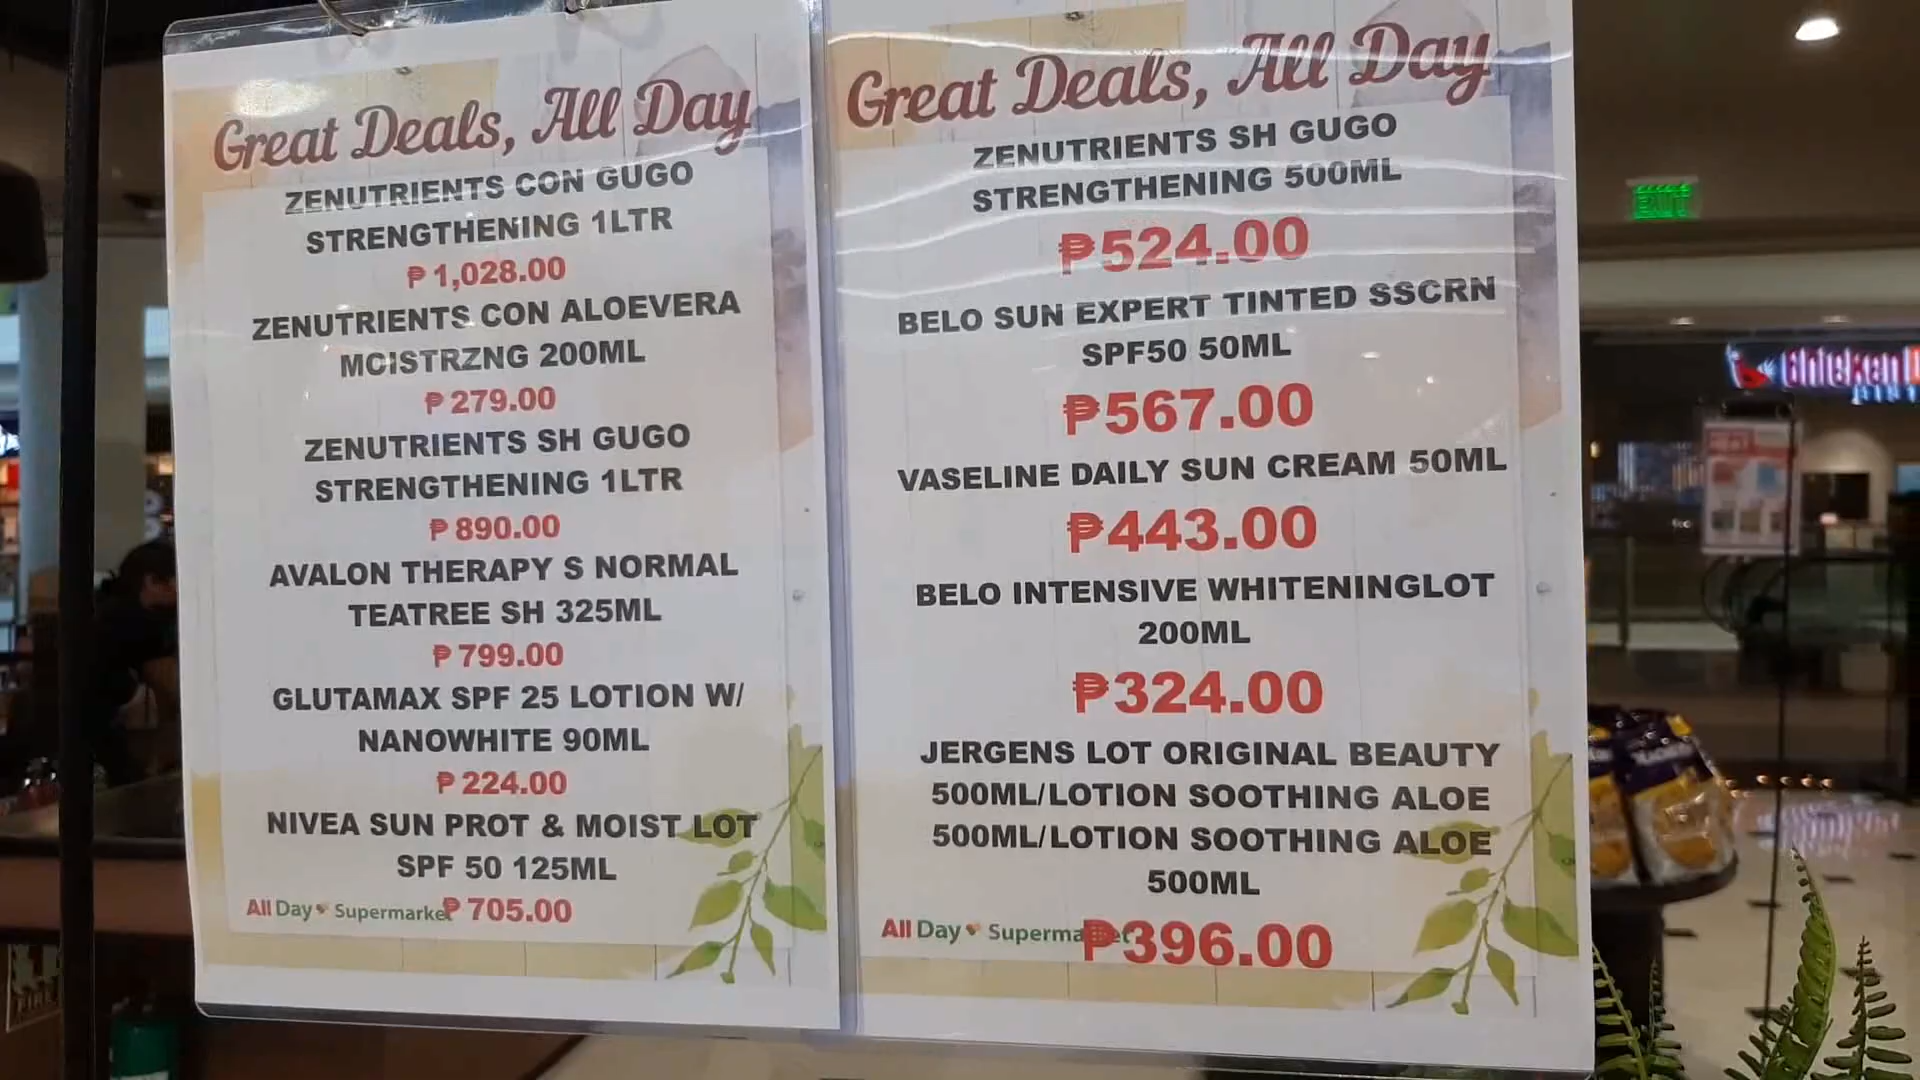 Great Deals, All Day
ZENUTRIENTS CON GUGO
STRENGTHENING 1LTR
₱ 1,028.00
ZENUTRIENTS CON ALOEVERA
MOISTRZNG 200ML
₱ 279.00
ZENUTRIENTS SH GUGO
STRENGTHENING 1LTR
₱ 890.00
AVALON THERAPY S NORMAL
TEATREE SH 325ML
₱ 799.00
GLUTAMAX SPF 25 LOTION W/
NANOWHITE 90ML
₱ 224.00
NIVEA SUN PROT & MOIST LOT
SPF 50 125ML
₱ 705.00
All Day Supermarket
Great Deals, All Day
ZENUTRIENTS SH GUGO
STRENGTHENING 500ML
₱524.00
BELO SUN EXPERT TINTED SSCRN
SPF50 50ML
₱567.00
VASELINE DAILY SUN CREAM 50ML
₱443.00
BELO INTENSIVE WHITENINGLOT
200ML
₱324.00
JERGENS LOT ORIGINAL BEAUTY
500ML/LOTION SOOTHING ALOE
500ML/LOTION SOOTHING ALOE
500ML
₱396.00
All Day Supermarket
EXIT
Chicken